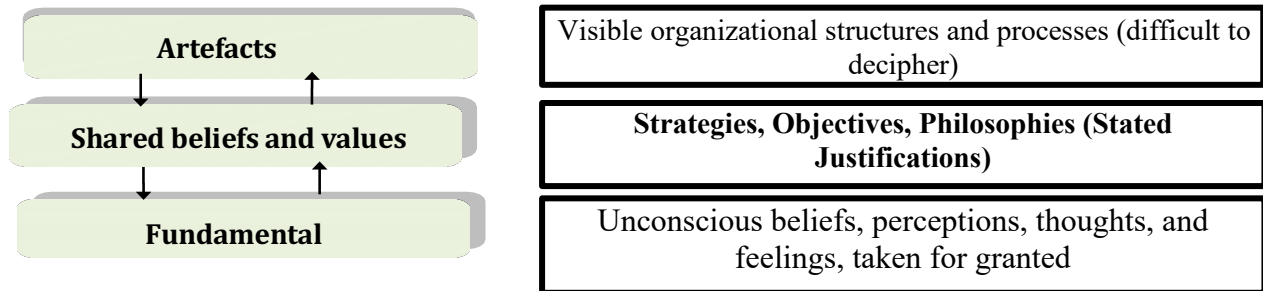 Artefacts
Visible organizational structures and processes (difficult to
decipher)
Shared beliefs and values
Strategies, Objectives, Philosophies (Stated
Justifications)
Fundamental
Unconscious beliefs, perceptions, thoughts, and
feelings, taken for granted